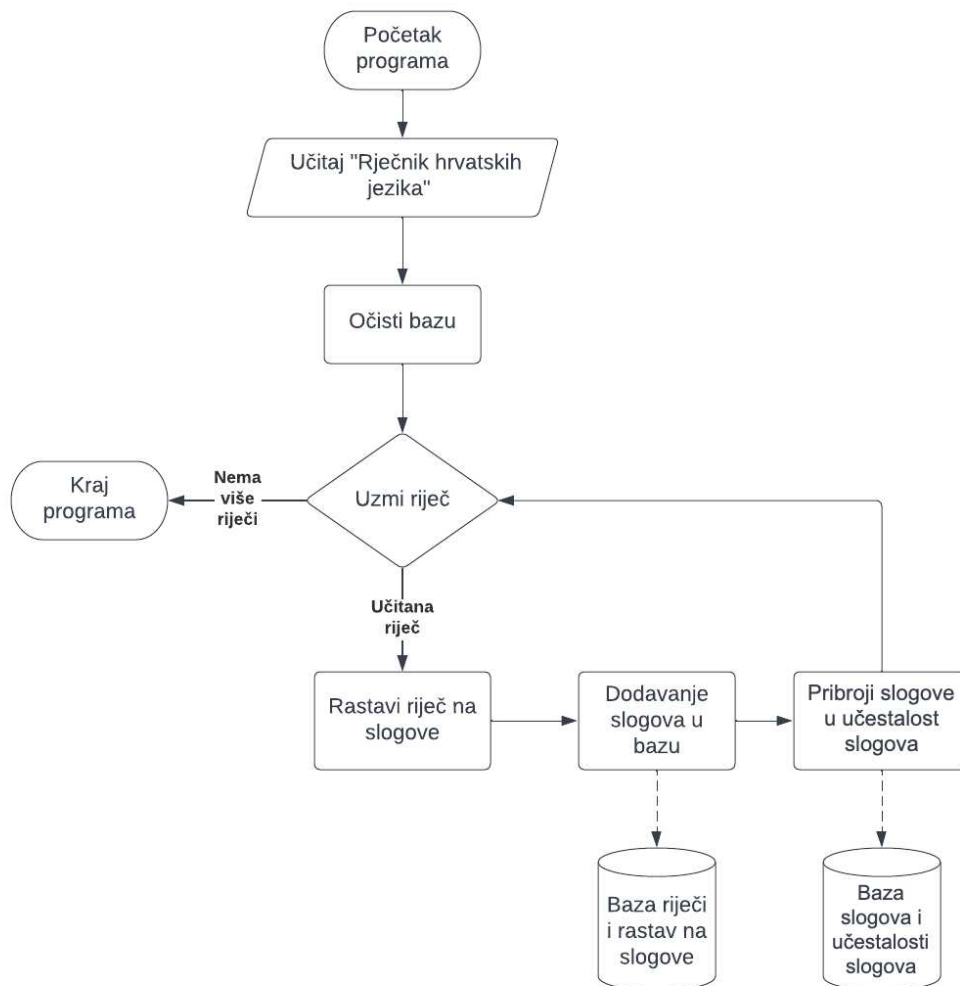 Početak
programa
Učitaj "Rječnik hrvatskih
jezika"
Očisti bazu
Uzmi riječ
Nema
više
riječi
Kraj
programa
Učitana
riječ
Rastavi riječ na
slogove
Dodavanje
slogova u
bazu
Pribroji slogove
u učestalost
slogova
Baza riječi
i rastav na
slogove
Baza
slogova i
učestalosti
slogova